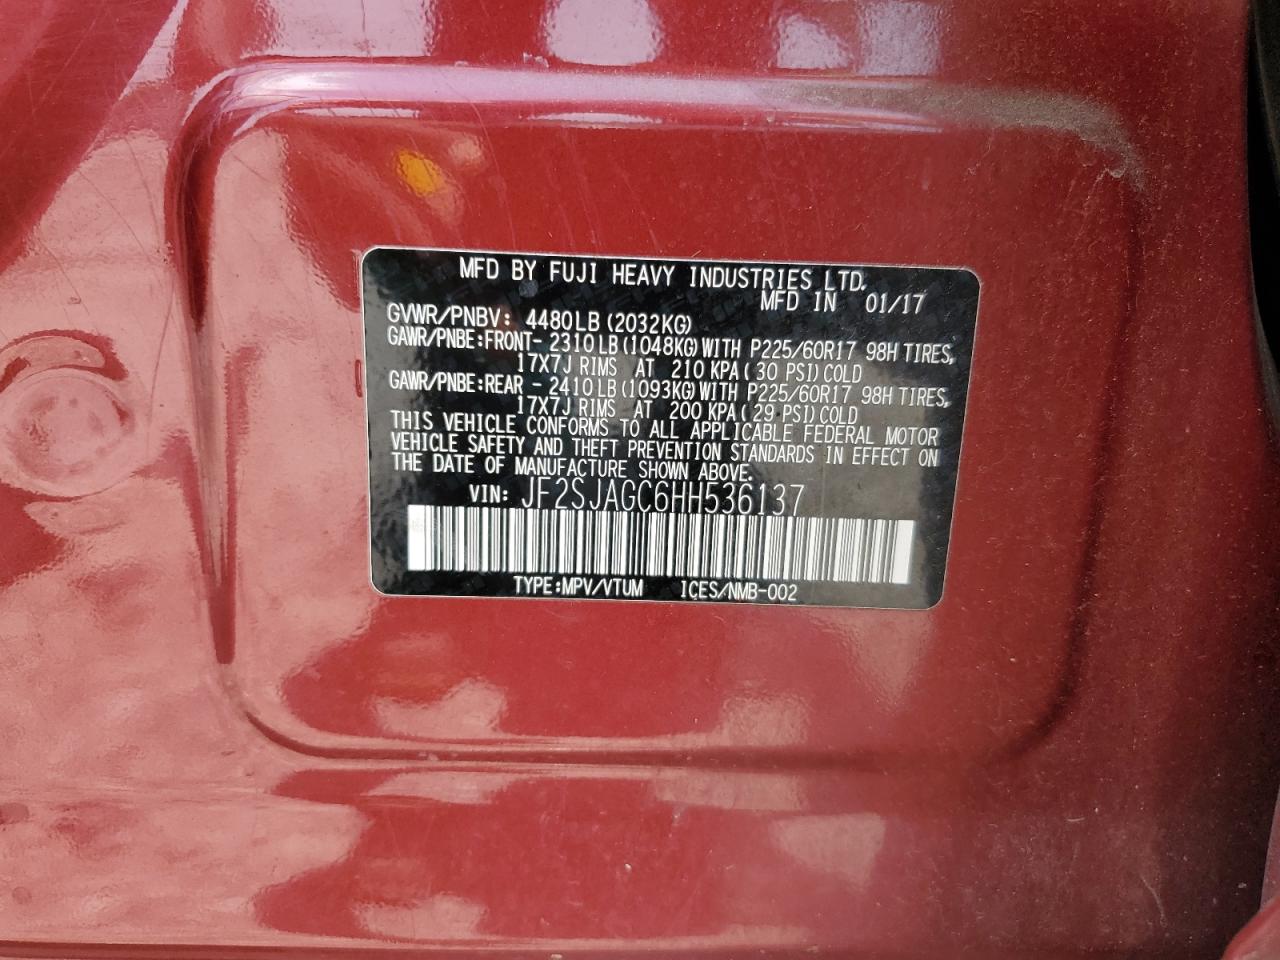 MFD BY FUJI HEAVY INDUSTRIES LTD.
MFD IN 01/17
GVWR/PNBV: 4480LB (2032KG)
GAWR/PNBE:FRONT- 2310 LB (1048KG) WITH P225/60R17 98H TIRES,
17X7J RIMS AT 210 KPA ( 30 PSI) COLD
GAWR/PNBE:REAR - 2410 LB (1093KG) WITH P225/60R17 98H TIRES,
17X7J RIMS AT 200 KPA ( 29 PSI) COLD
THIS VEHICLE CONFORMS TO ALL APPLICABLE FEDERAL MOTOR
VEHICLE SAFETY AND THEFT PREVENTION STANDARDS IN EFFECT ON
THE DATE OF MANUFACTURE SHOWN ABOVE.
VIN: JF2SJAGC6HH536137
TYPE:MPV/VTUM ICES/NMB-002